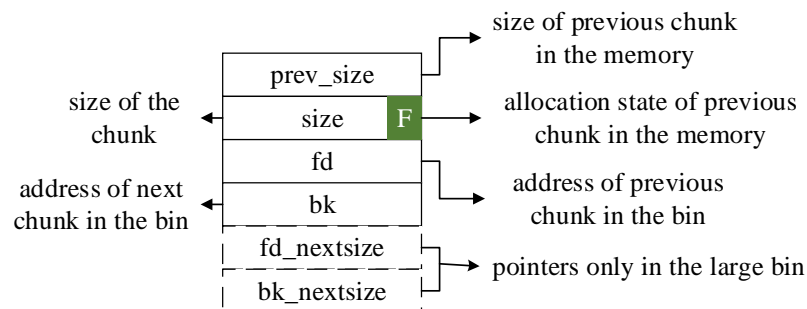 size of previous chunk
in the memory
prev_size
size of the
chunk
size
F
allocation state of previous
chunk in the memory
fd
address of next
chunk in the bin
bk
address of previous
chunk in the bin
fd_nextsize
pointers only in the large bin
bk_nextsize